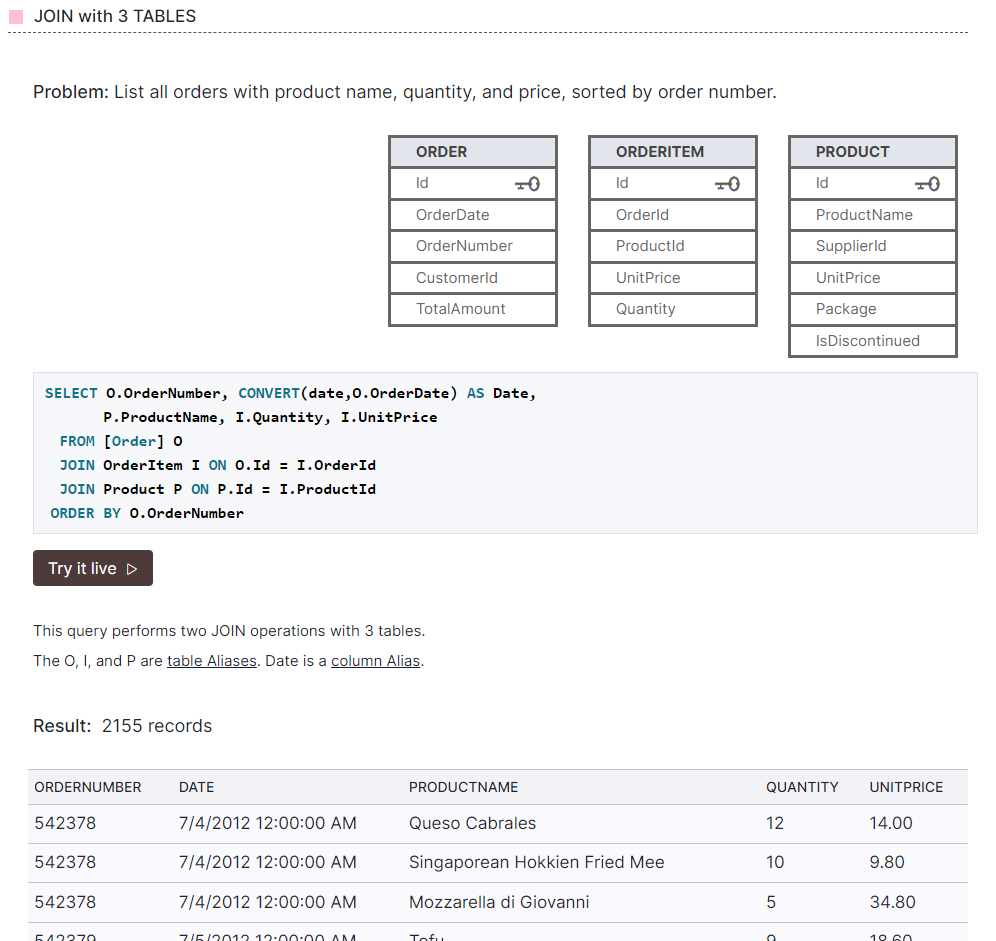 JOIN with 3 TABLES
Problem: List all orders with product name, quantity, and price, sorted by order number.
ORDER ORDERITEM PRODUCT
Id Id Id
OrderDate OrderId ProductName
OrderNumber ProductId SupplierId
CustomerId UnitPrice UnitPrice
TotalAmount Quantity Package
IsDiscontinued
SELECT O.OrderNumber, CONVERT(date,O.OrderDate) AS Date,
P.ProductName, I.Quantity, I.UnitPrice
FROM [Order] O
JOIN OrderItem I ON O.Id = I.OrderId
JOIN Product P ON P.Id = I.ProductId
ORDER BY O.OrderNumber
Try it live
This query performs two JOIN operations with 3 tables.
The O, I, and P are table Aliases. Date is a column Alias.
Result: 2155 records
ORDERNUMBER DATE PRODUCTNAME QUANTITY UNITPRICE
542378 7/4/2012 12:00:00 AM Queso Cabrales 12 14.00
542378 7/4/2012 12:00:00 AM Singaporean Hokkien Fried Mee 10 9.80
542378 7/4/2012 12:00:00 AM Mozzarella di Giovanni 5 34.80
542379 7/5/2012 12:00:00 AM Tofu 9 18.60